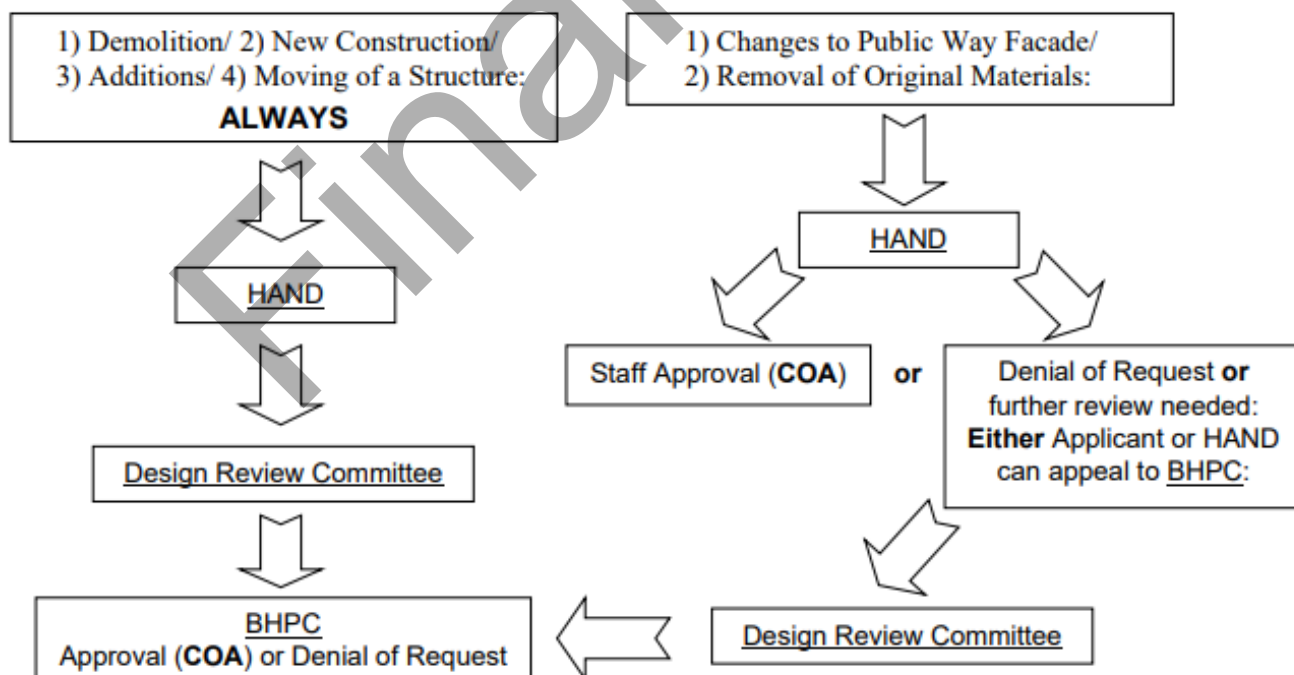 1) Demolition/ 2) New Construction/
3) Additions/ 4) Moving of a Structure:
ALWAYS
HAND
Design Review Committee
BHPC
Approval (COA) or Denial of Request
1) Changes to Public Way Facade/
2) Removal of Original Materials:
HAND
Staff Approval (COA)
or
Denial of Request or
further review needed:
Either Applicant or HAND
can appeal to BHPC:
Design Review Committee
Final